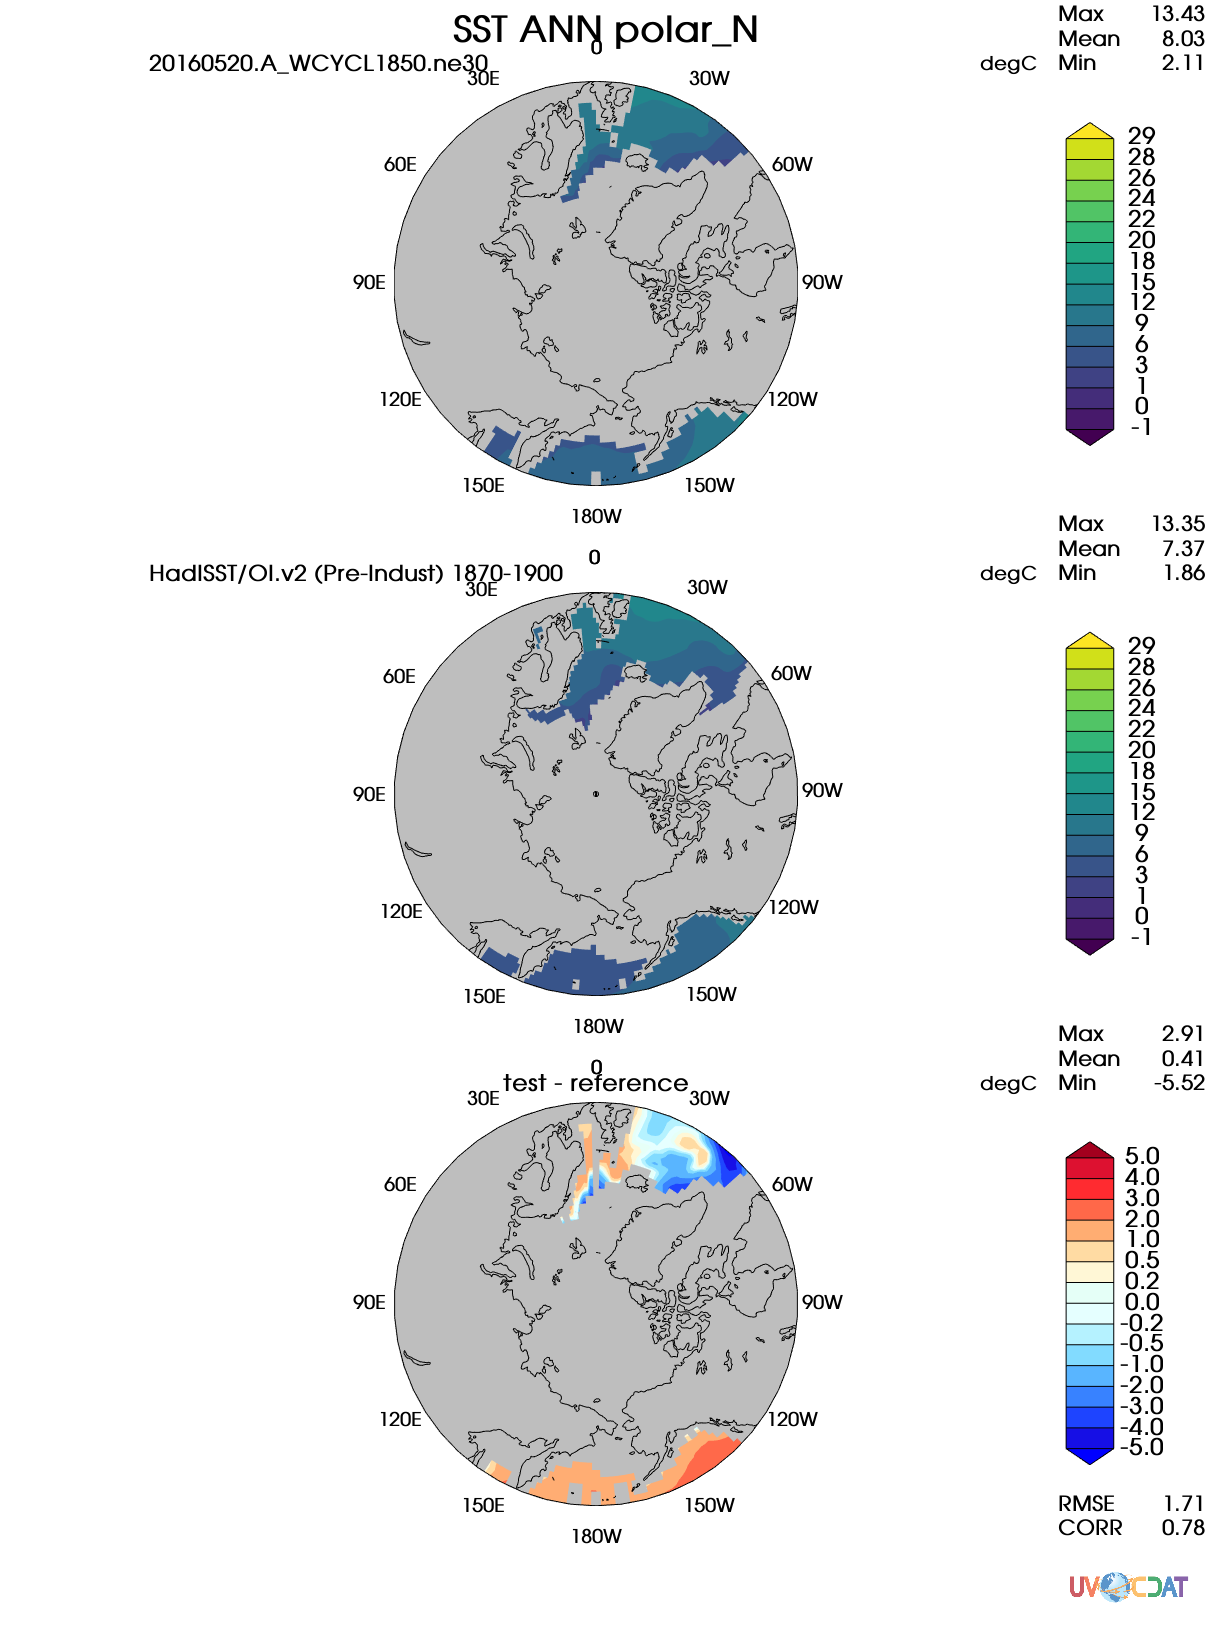 SST ANN polar_N
20160520.A_WCYCL1850.ne30
degC
Max 13.43
Mean 8.03
Min 2.11
0
30E
30W
60E
60W
90E
90W
120E
120W
150E
150W
180W
29
28
26
24
22
20
18
15
12
9
6
3
1
0
-1
HadISST/OI.v2 (Pre-Indust) 1870-1900
degC
Max 13.35
Mean 7.37
Min 1.86
0
30E
30W
60E
60W
90E
90W
120E
120W
150E
150W
180W
29
28
26
24
22
20
18
15
12
9
6
3
1
0
-1
test - reference
degC
Max 2.91
Mean 0.41
Min -5.52
0
30E
30W
60E
60W
90E
90W
120E
120W
150E
150W
180W
5.0
4.0
3.0
2.0
1.0
0.5
0.2
0.0
-0.2
-0.5
-1.0
-2.0
-3.0
-4.0
-5.0
RMSE 1.71
CORR 0.78
UV CDAT